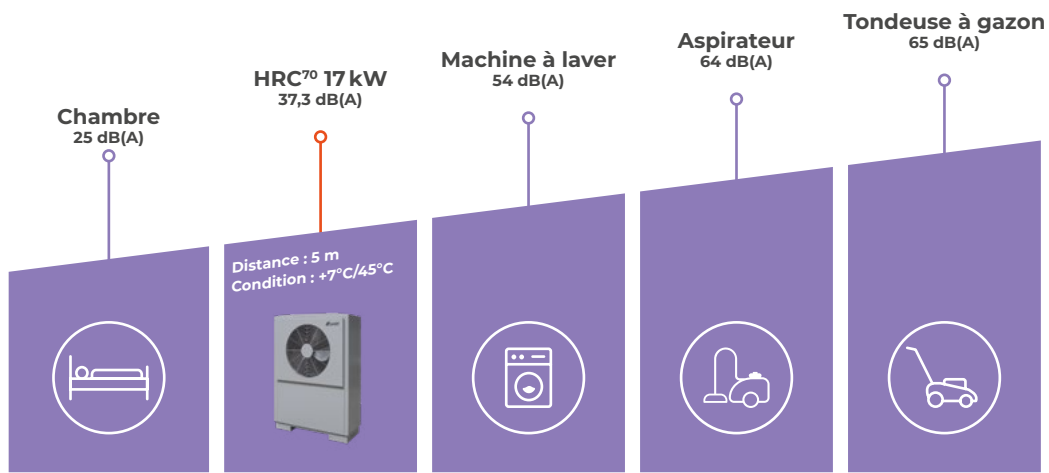 Chambre
25 dB(A)
HRC⁷⁰ 17 kW
37,3 dB(A)
Machine à laver
54 dB(A)
Aspirateur
64 dB(A)
Tondeuse à gazon
65 dB(A)
Distance : 5 m
Condition : +7°C/45°C